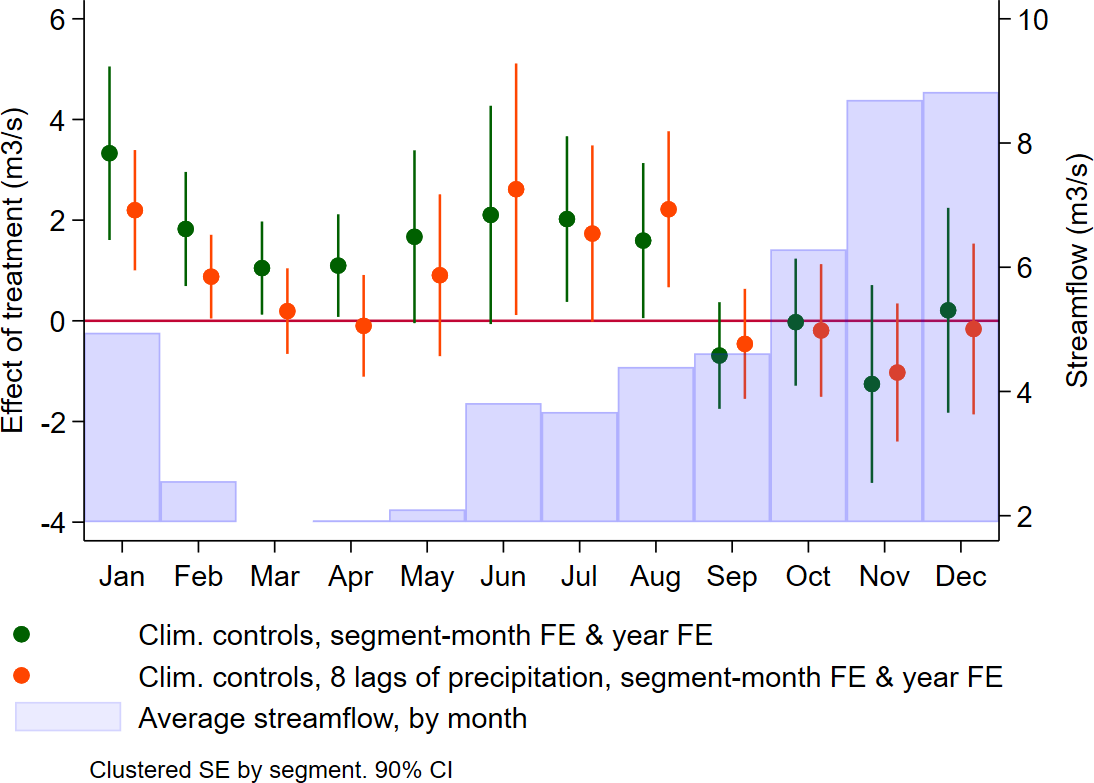 6
4
2
0
-2
-4
Effect of treatment (m3/s)
10
8
6
4
2
Streamflow (m3/s)
Jan Feb Mar Apr May Jun Jul Aug Sep Oct Nov Dec
Clim. controls, segment-month FE & year FE
Clim. controls, 8 lags of precipitation, segment-month FE & year FE
Average streamflow, by month
Clustered SE by segment. 90% CI